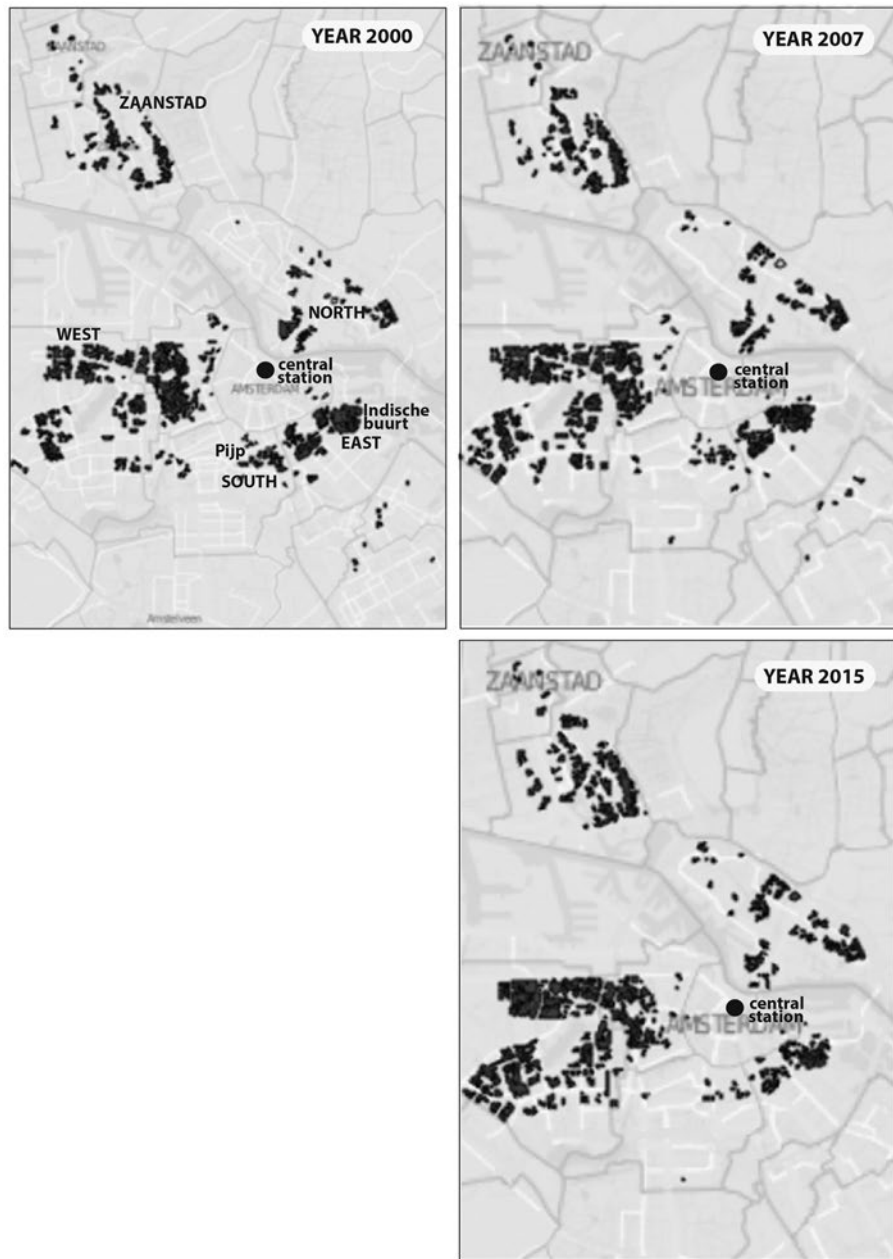 YEAR 2000
ZAANSTAD
ZAANSTAD
NORTH
WEST
central
station
AMSTERDAM
Indische
buurt
EAST
Pijp
SOUTH
Amstelveen
YEAR 2007
ZAANSTAD
central
station
AMSTERDAM
YEAR 2015
ZAANSTAD
central
station
AMSTERDAM